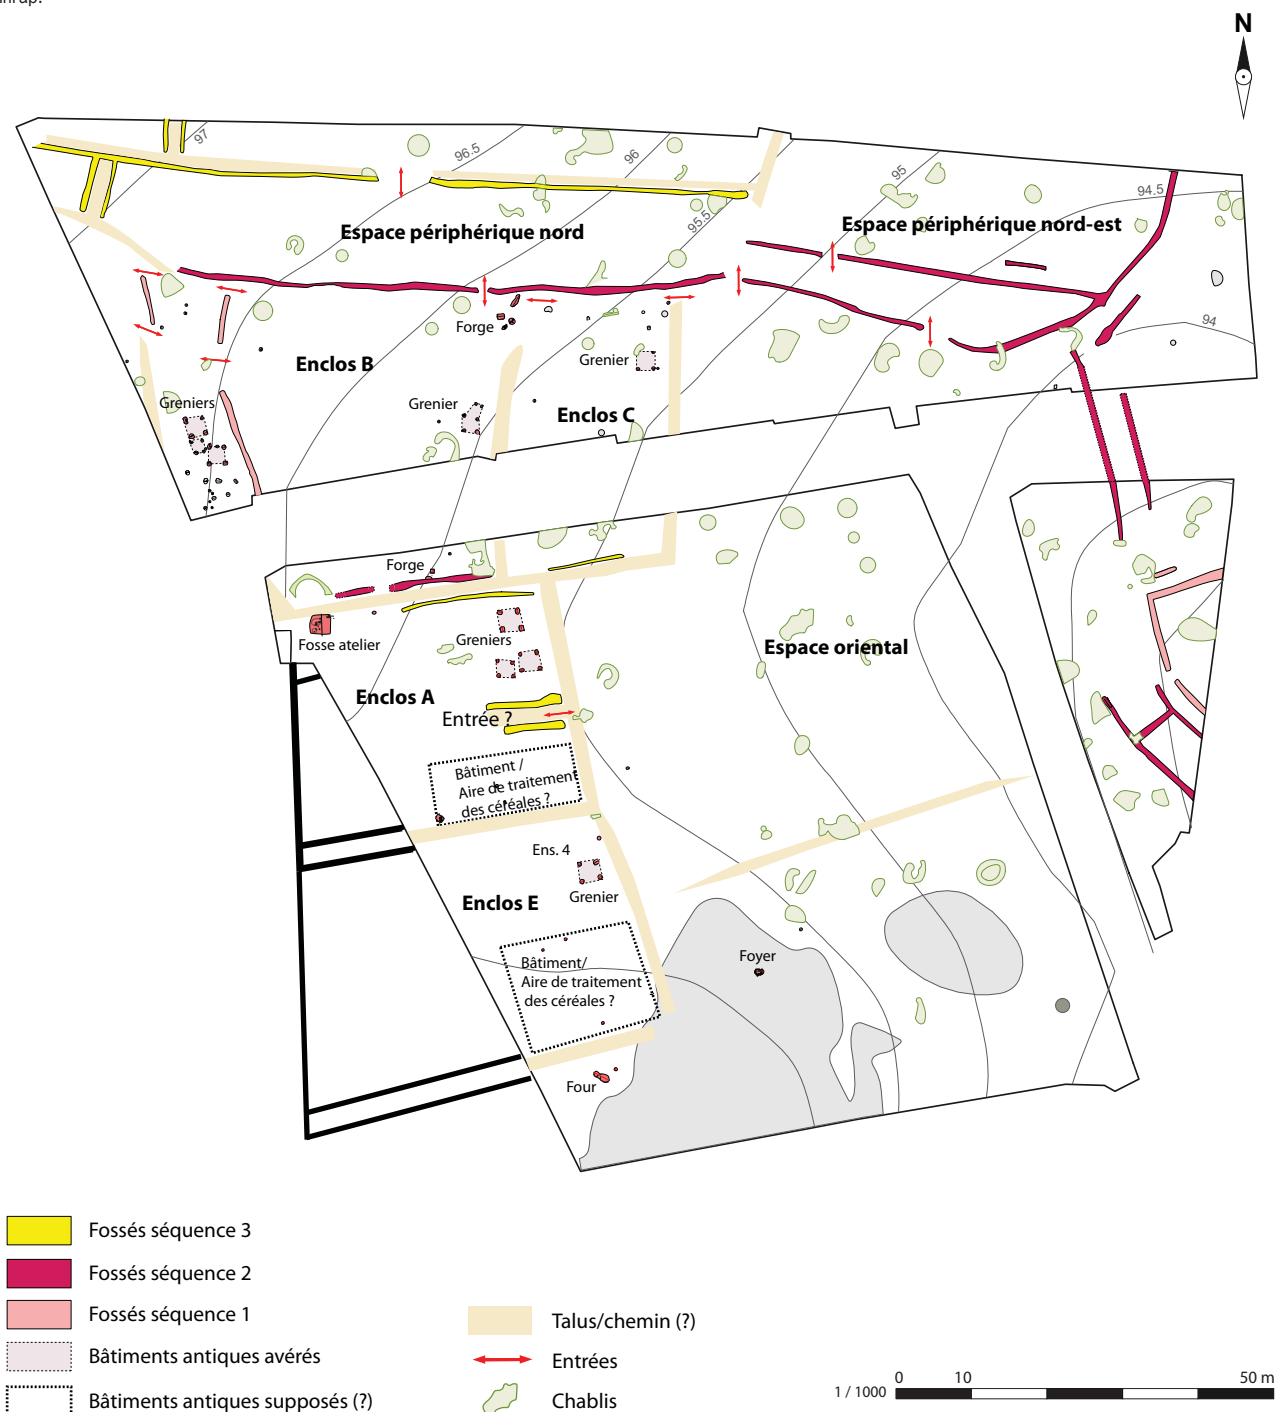 N
97
96.5
96
95.5
95
94.5
94
Espace périphérique nord
Espace périphérique nord-est
Forge
Enclos B
Grenier
Greniers
Grenier
Enclos C
Forge
Fosse atelier
Greniers
Espace oriental
Enclos A
Entrée ?
Bâtiment /
Aire de traitement
des céréales ?
Ens. 4
Grenier
Enclos E
Bâtiment/
Aire de traitement
des céréales ?
Foyer
Four
Fossés séquence 3
Fossés séquence 2
Fossés séquence 1
Bâtiments antiques avérés
Bâtiments antiques supposés (?)
Talus/chemin (?)
Entrées
Chablis
0 10 50 m
1 / 1000